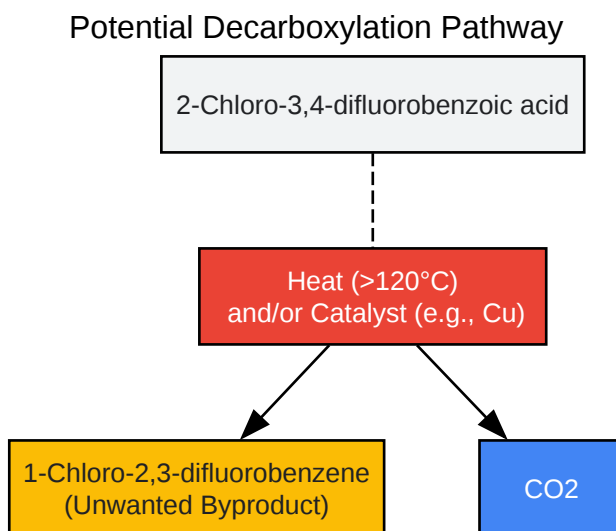 Potential Decarboxylation Pathway
2-Chloro-3,4-difluorobenzoic acid
Heat (>120°C)
and/or Catalyst (e.g., Cu)
1-Chloro-2,3-difluorobenzene
(Unwanted Byproduct)
CO2